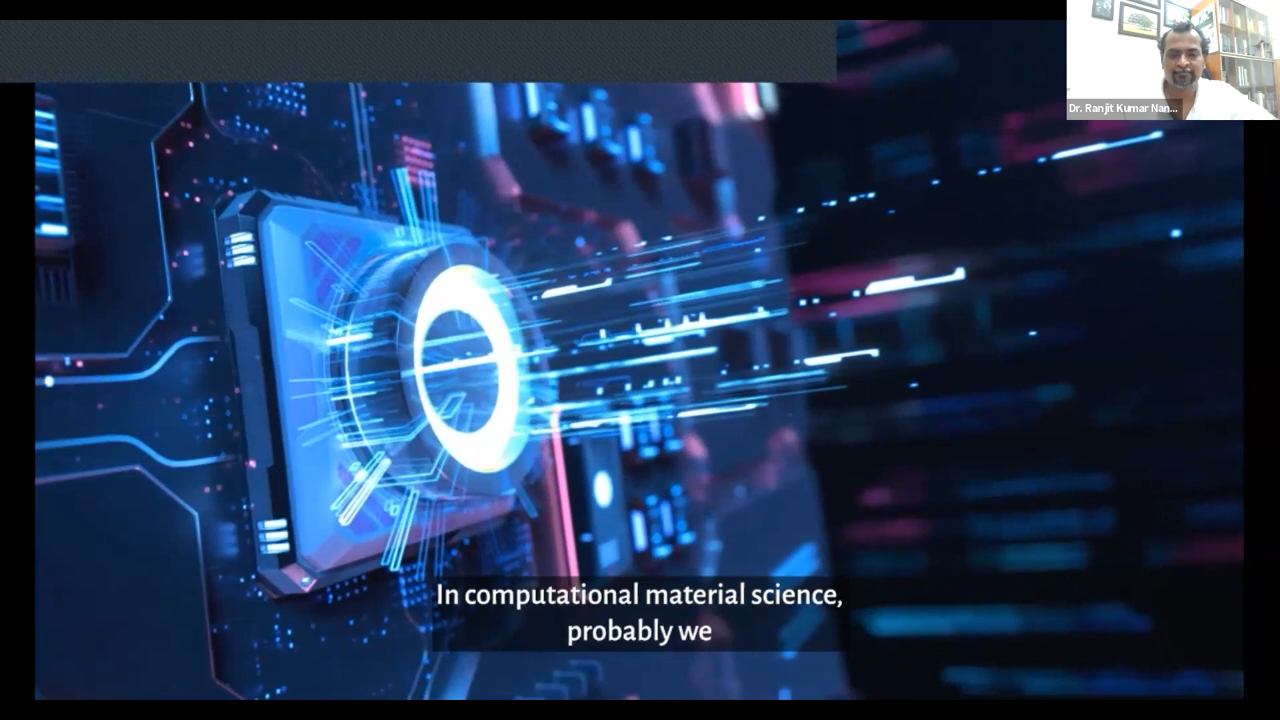 Dr. Ranjit Kumar Nan...
In computational material science,
probably we